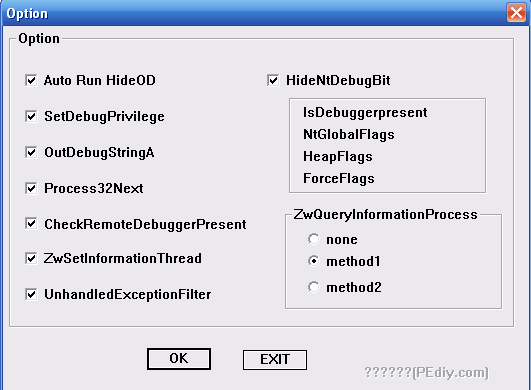 Option
Option
Auto Run HideOD
SetDebugPrivilege
OutDebugStringA
Process32Next
CheckRemoteDebuggerPresent
ZwSetInformationThread
UnhandledExceptionFilter
HideNtDebugBit
IsDebuggerpresent
NtGlobalFlags
HeapFlags
ForceFlags
ZwQueryInformationProcess
none
method1
method2
OK
EXIT
??????(PEdiy.com)